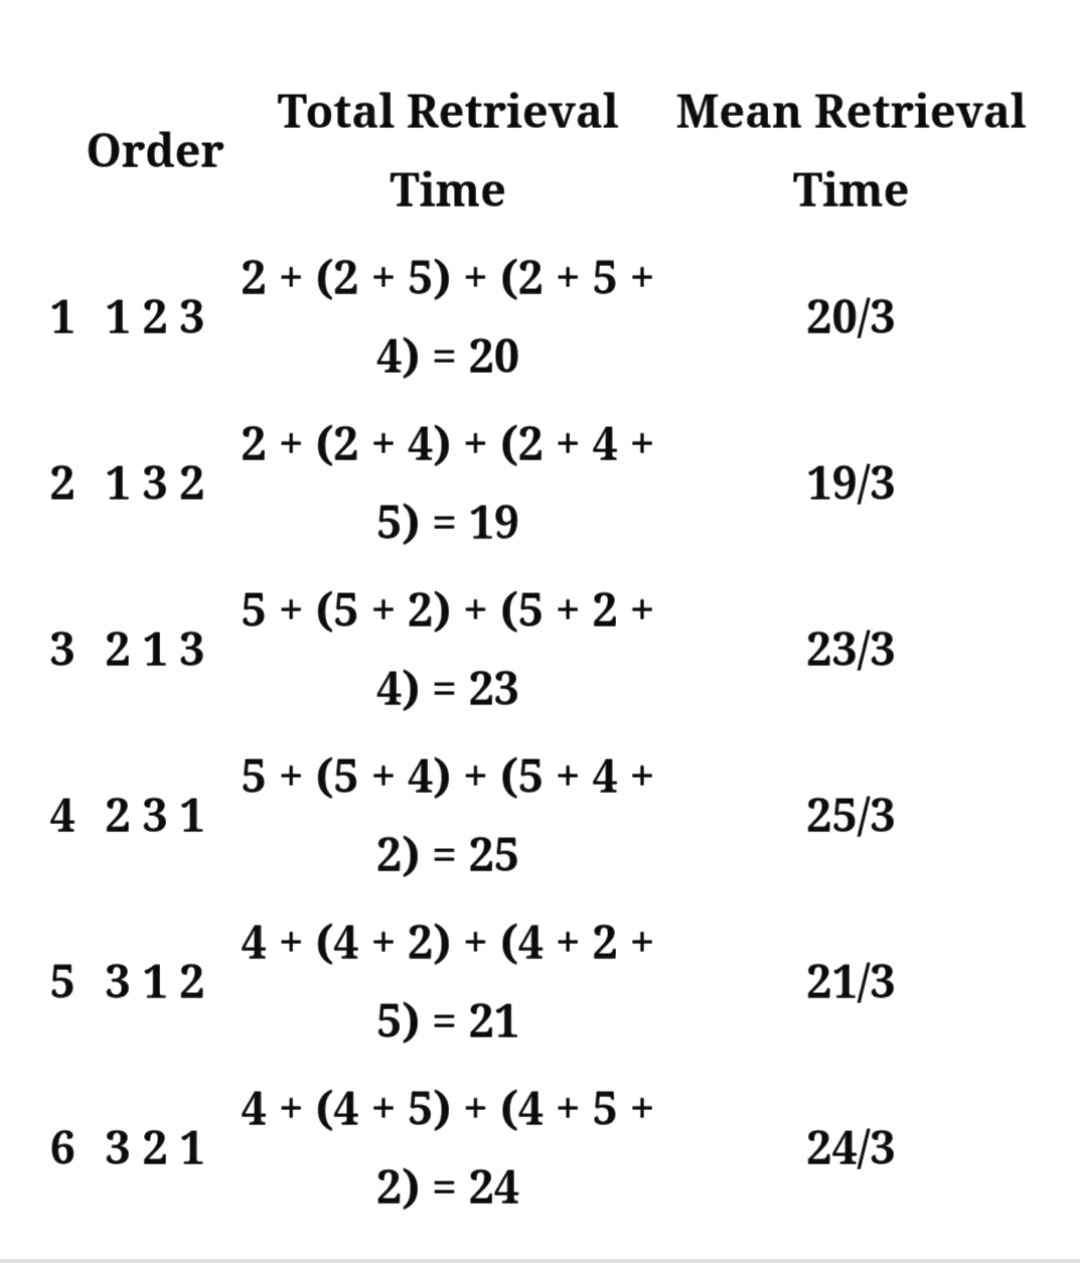 Order Total Retrieval Time Mean Retrieval Time
1 1 2 3 2 + (2 + 5) + (2 + 5 + 4) = 20 20/3
2 1 3 2 2 + (2 + 4) + (2 + 4 + 5) = 19 19/3
3 2 1 3 5 + (5 + 2) + (5 + 2 + 4) = 23 23/3
4 2 3 1 5 + (5 + 4) + (5 + 4 + 2) = 25 25/3
5 3 1 2 4 + (4 + 2) + (4 + 2 + 5) = 21 21/3
6 3 2 1 4 + (4 + 5) + (4 + 5 + 2) = 24 24/3